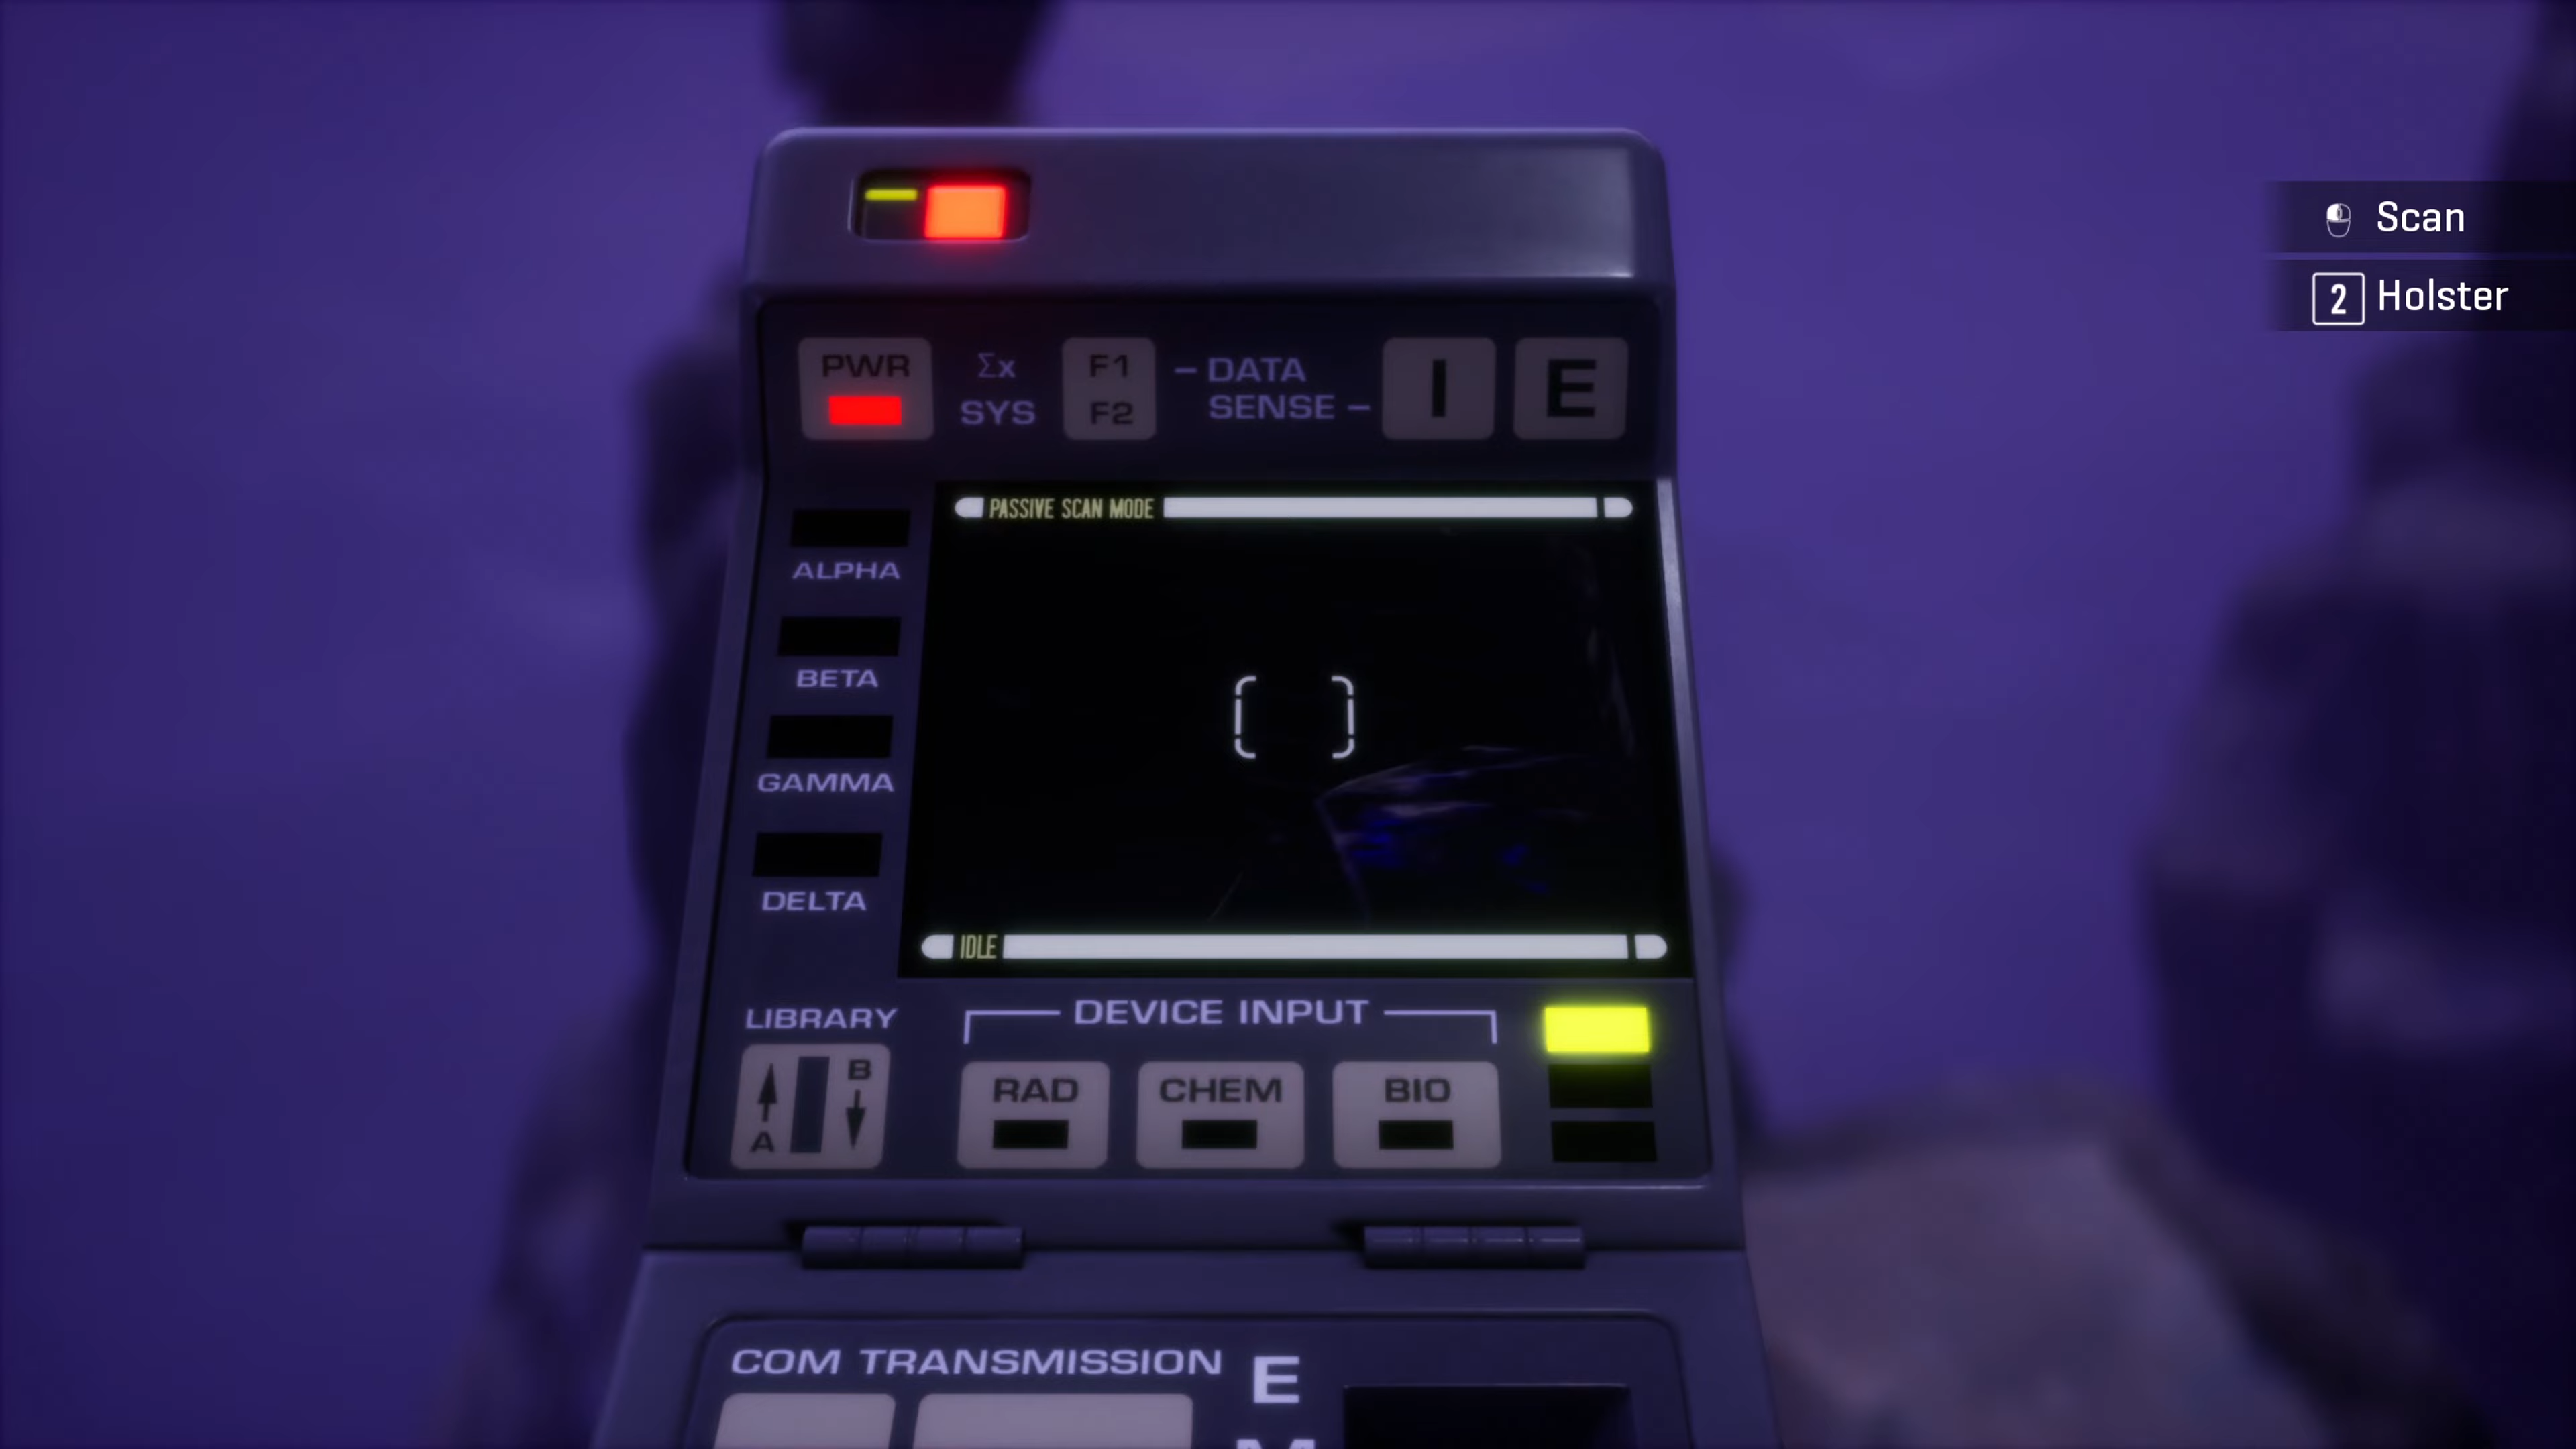 Scan
2 Holster
PWR
Σx
SYS
F1
F2
DATA
SENSE
I
E
PASSIVE SCAN MODE
ALPHA
BETA
GAMMA
DELTA
IDLE
LIBRARY
A
B
DEVICE INPUT
RAD
CHEM
BIO
COM TRANSMISSION
E
M